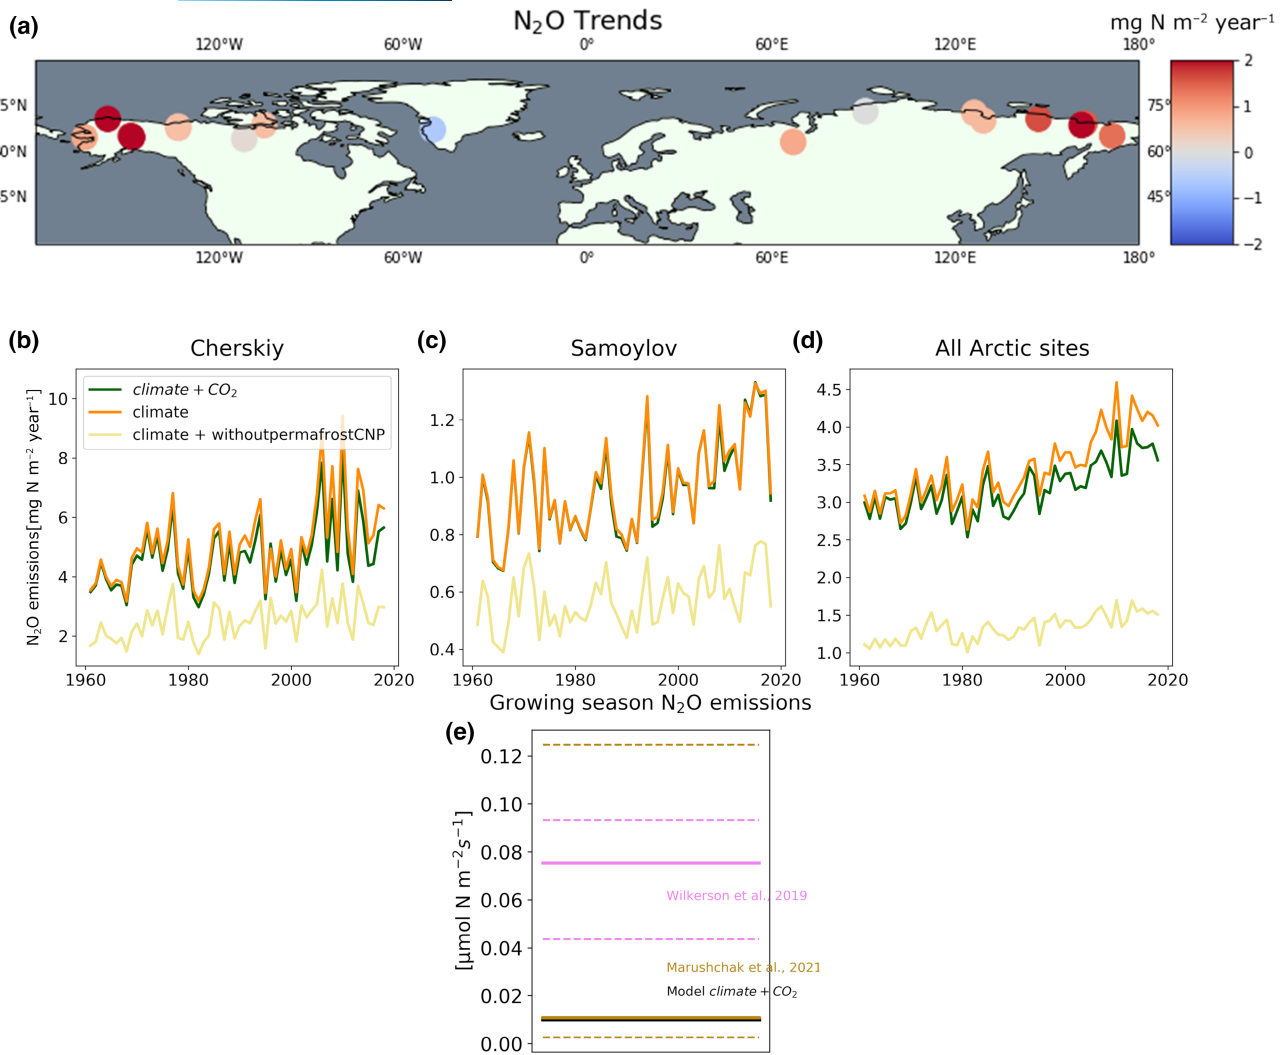 (a)
N₂O Trends
mg N m⁻² year⁻¹
120°W 60°W 0° 60°E 120°E 180°
5°N 75° 2
1
0°N 60° 0
5°N 45° −1
−2
120°W 60°W 0° 60°E 120°E 180°
(b) (c) (d)
Cherskiy Samoylov All Arctic sites
N₂O emissions[mg N m⁻² year⁻¹]
climate + CO₂
climate
climate + withoutpermafrostCNP
10
8
6
4
2
1960 1980 2000 2020
1.2
1.0
0.8
0.6
0.4
1960 1980 2000 2020
4.5
4.0
3.5
3.0
2.5
2.0
1.5
1.0
1960 1980 2000 2020
Growing season N₂O emissions
(e)
[μmol N m⁻²s⁻¹]
0.12
0.10
0.08
0.06
0.04
0.02
0.00
Wilkerson et al., 2019
Marushchak et al., 2021
Model climate + CO₂